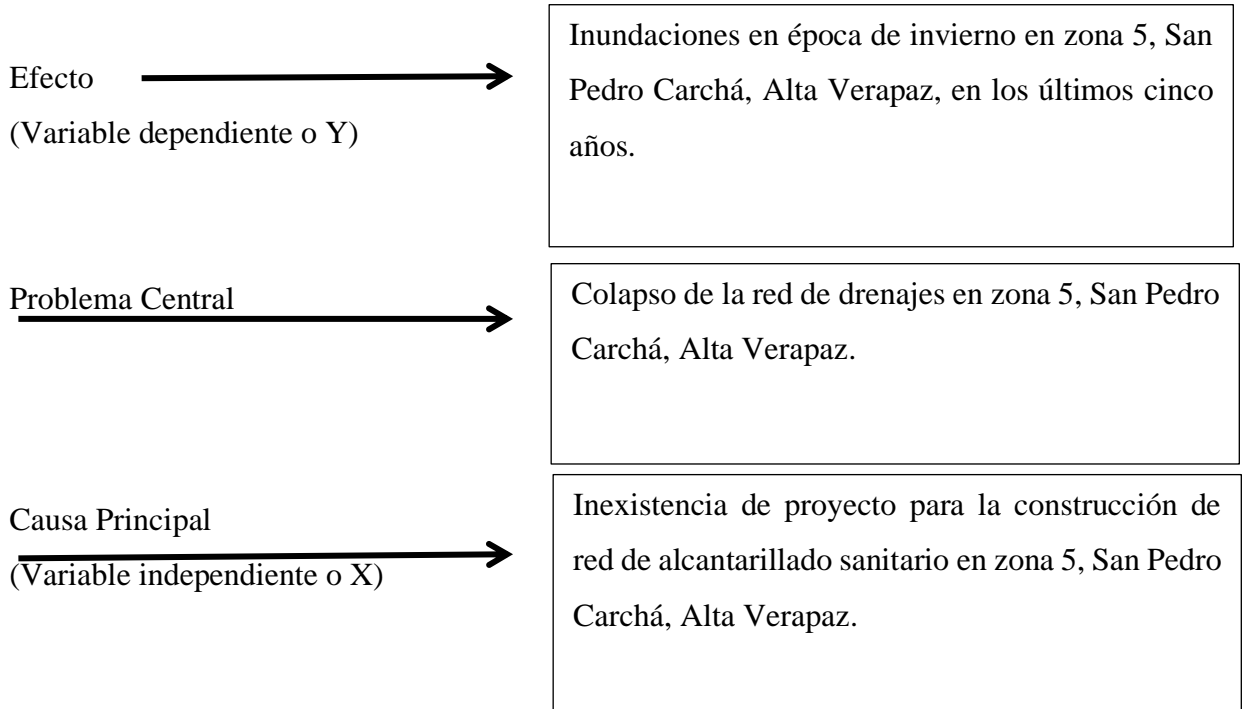 Efecto
(Variable dependiente o Y)
Inundaciones en época de invierno en zona 5, San
Pedro Carchá, Alta Verapaz, en los últimos cinco
años.
Problema Central
Colapso de la red de drenajes en zona 5, San Pedro
Carchá, Alta Verapaz.
Causa Principal
(Variable independiente o X)
Inexistencia de proyecto para la construcción de
red de alcantarillado sanitario en zona 5, San Pedro
Carchá, Alta Verapaz.